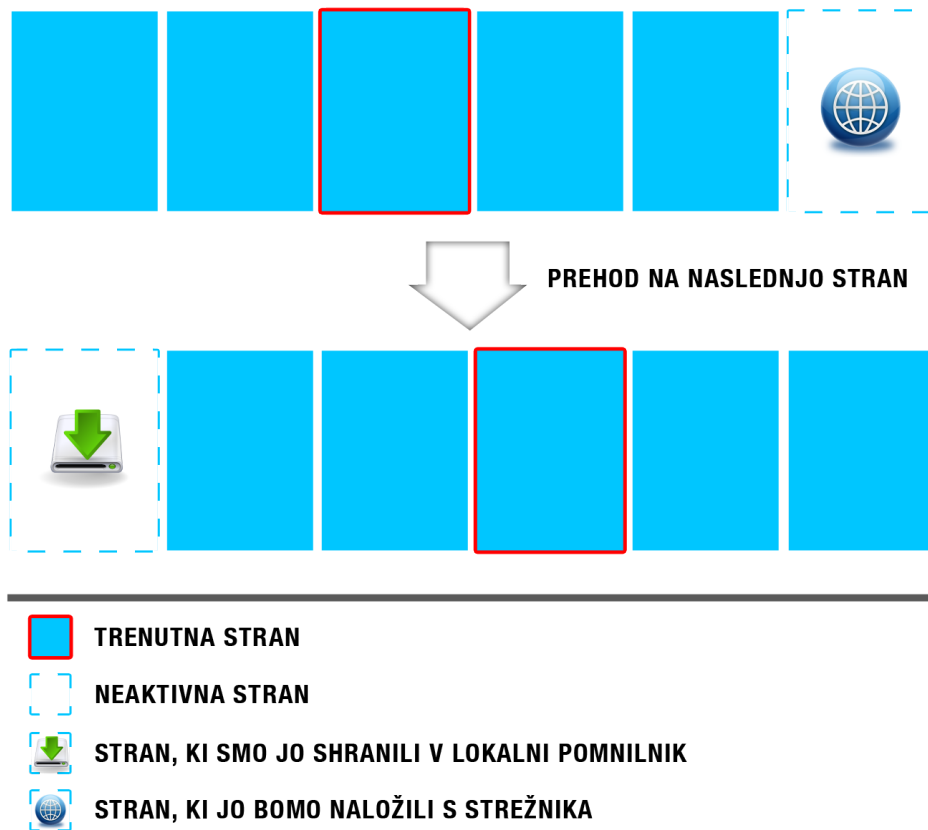 PREHOD NA NASLEDNJO STRAN
TRENUTNA STRAN
NEAKTIVNA STRAN
STRAN, KI SMO JO SHRANILI V LOKALNI POMNILNIK
STRAN, KI JO BOMO NALOŽILI S STREŽNIKA